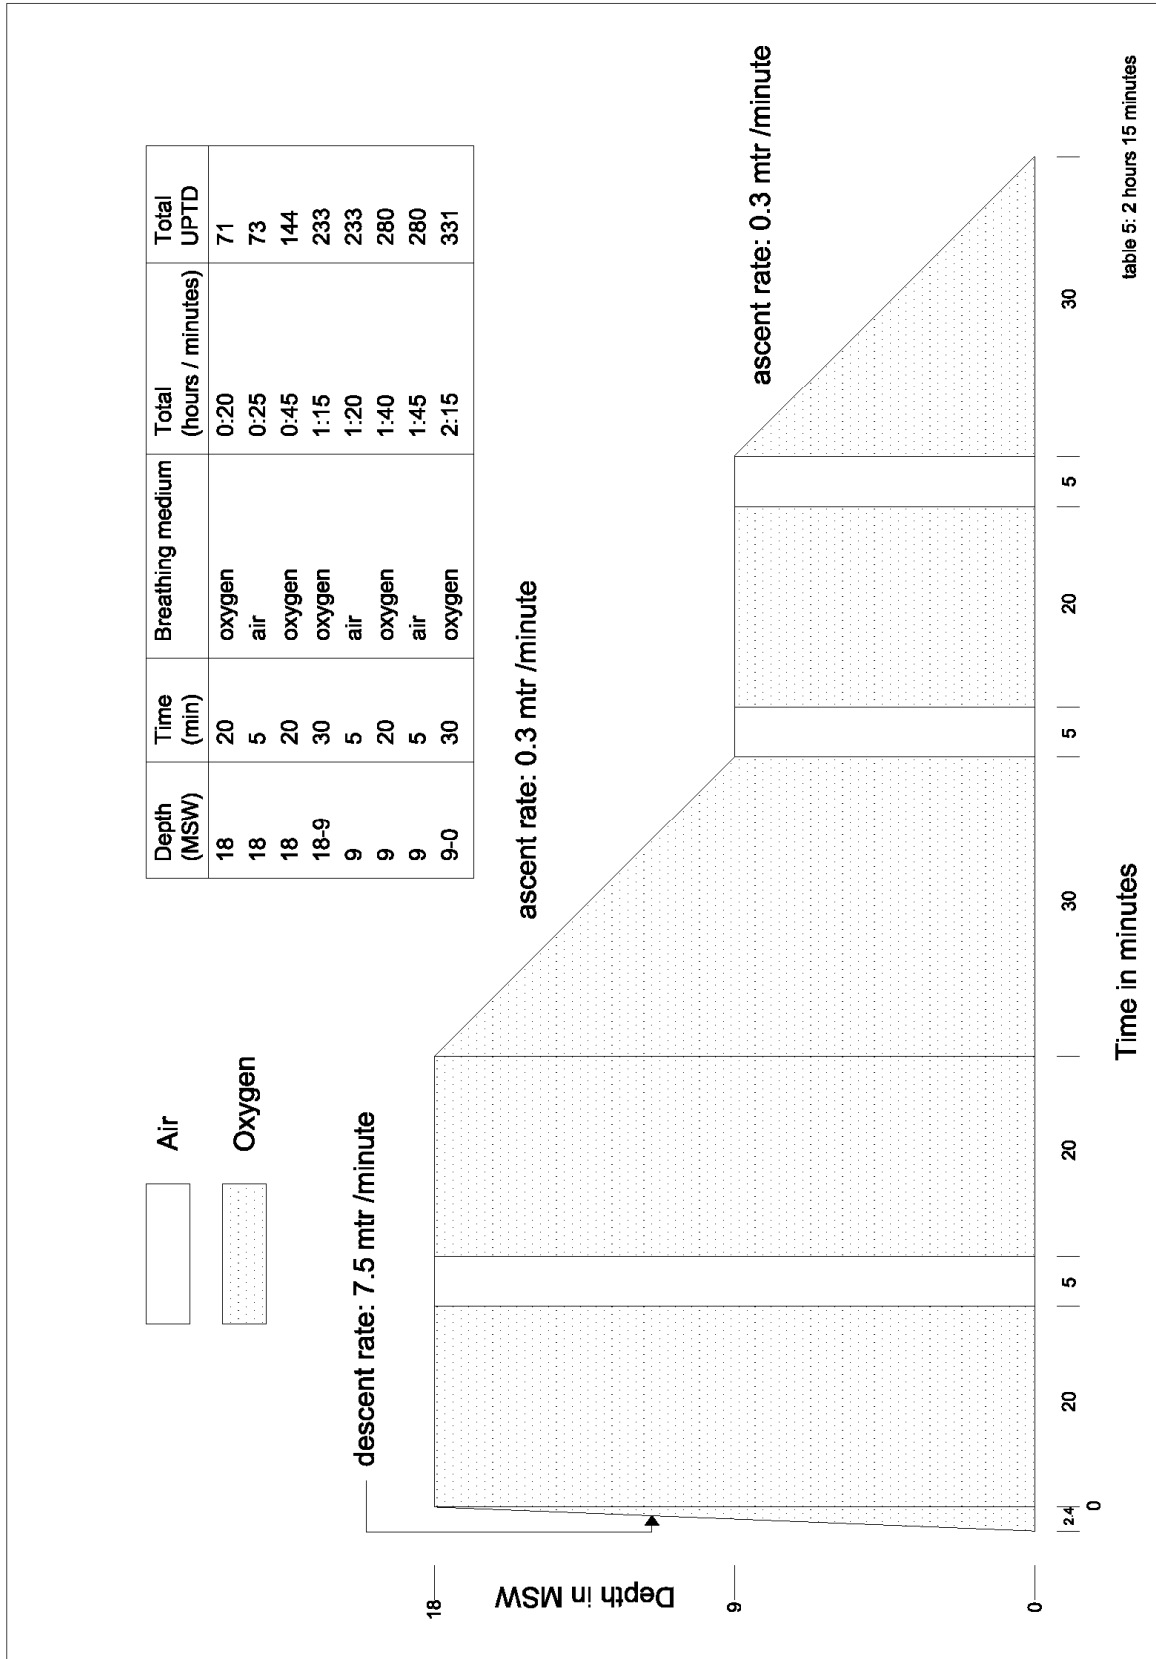 Air
Oxygen
Depth (MSW) Time (min) Breathing medium Total (hours / minutes) Total UPTD
18 20 oxygen 0:20 71
18 5 air 0:25 73
18 20 oxygen 0:45 144
18-9 30 oxygen 1:15 233
9 5 air 1:20 233
9 20 oxygen 1:40 280
9 5 air 1:45 280
9-0 30 oxygen 2:15 331
descent rate: 7.5 mtr /minute
ascent rate: 0.3 mtr /minute
ascent rate: 0.3 mtr /minute
18
Depth in MSW
9
0
2.4 20 5 20 30 5 20 5 30
0
Time in minutes
table 5: 2 hours 15 minutes